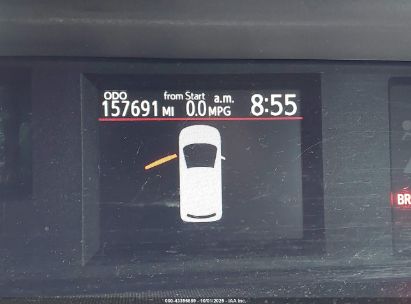 ODO from Start a.m.
157691 MI 0.0 MPG 8:55
BR